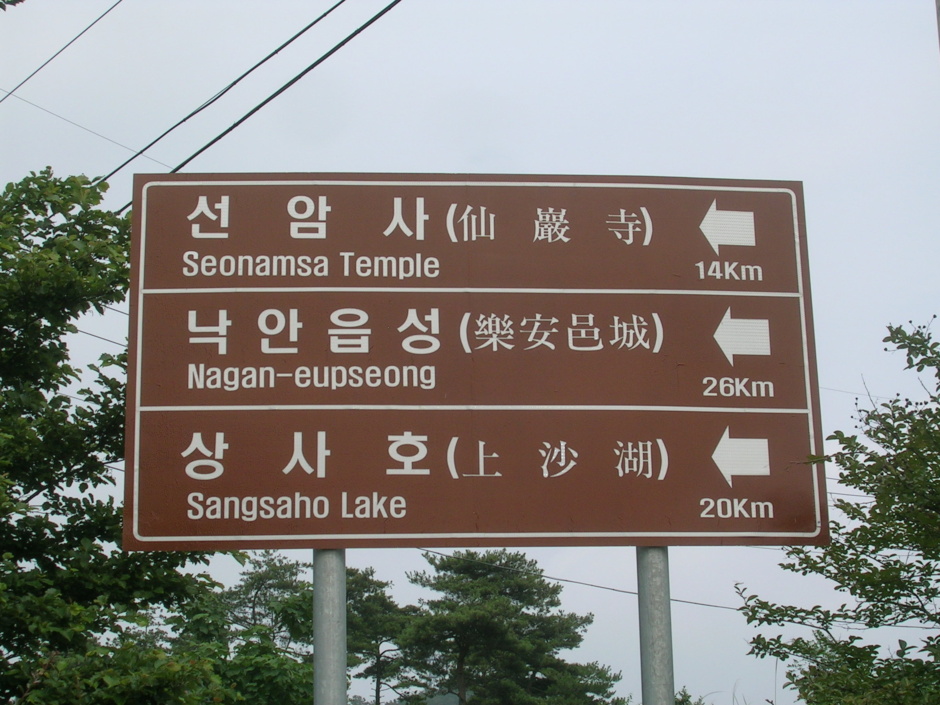 선 암 사 (仙 巖 寺)
Seonamsa Temple 14Km
낙 안 읍 성 (樂安邑城)
Nagan-eupseong 26Km
상 사 호 (上 沙 湖)
Sangsaho Lake 20Km